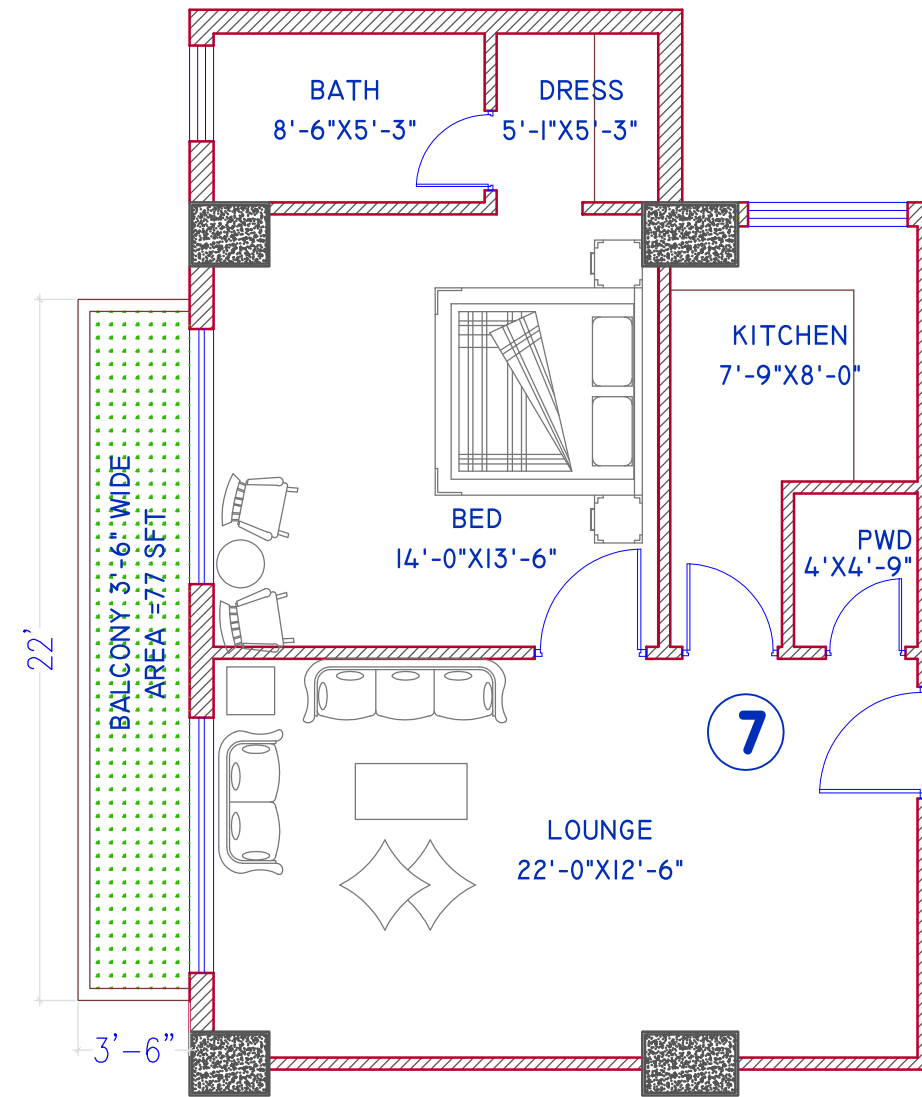 BATH
8'-6"X5'-3"
DRESS
5'-1"X5'-3"
KITCHEN
7'-9"X8'-0"
BED
14'-0"X13'-6"
PWD
4'X4'-9"
BALCONY 3'-6" WIDE
AREA =77 SFT
22'
7
LOUNGE
22'-0"X12'-6"
3'-6"